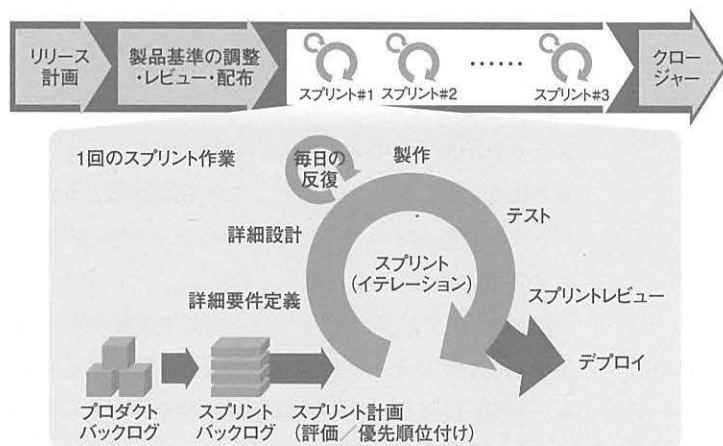 リリース
計画
製品基準の調整
・レビュー・配布
スプリント#1
スプリント#2
……
スプリント#3
クロー
ジャー
1回のスプリント作業
毎日の
反復
製作
テスト
詳細設計
スプリント
(イテレーション)
詳細要件定義
スプリントレビュー
デプロイ
プロダクト
バックログ
スプリント
バックログ
スプリント計画
(評価/優先順位付け)